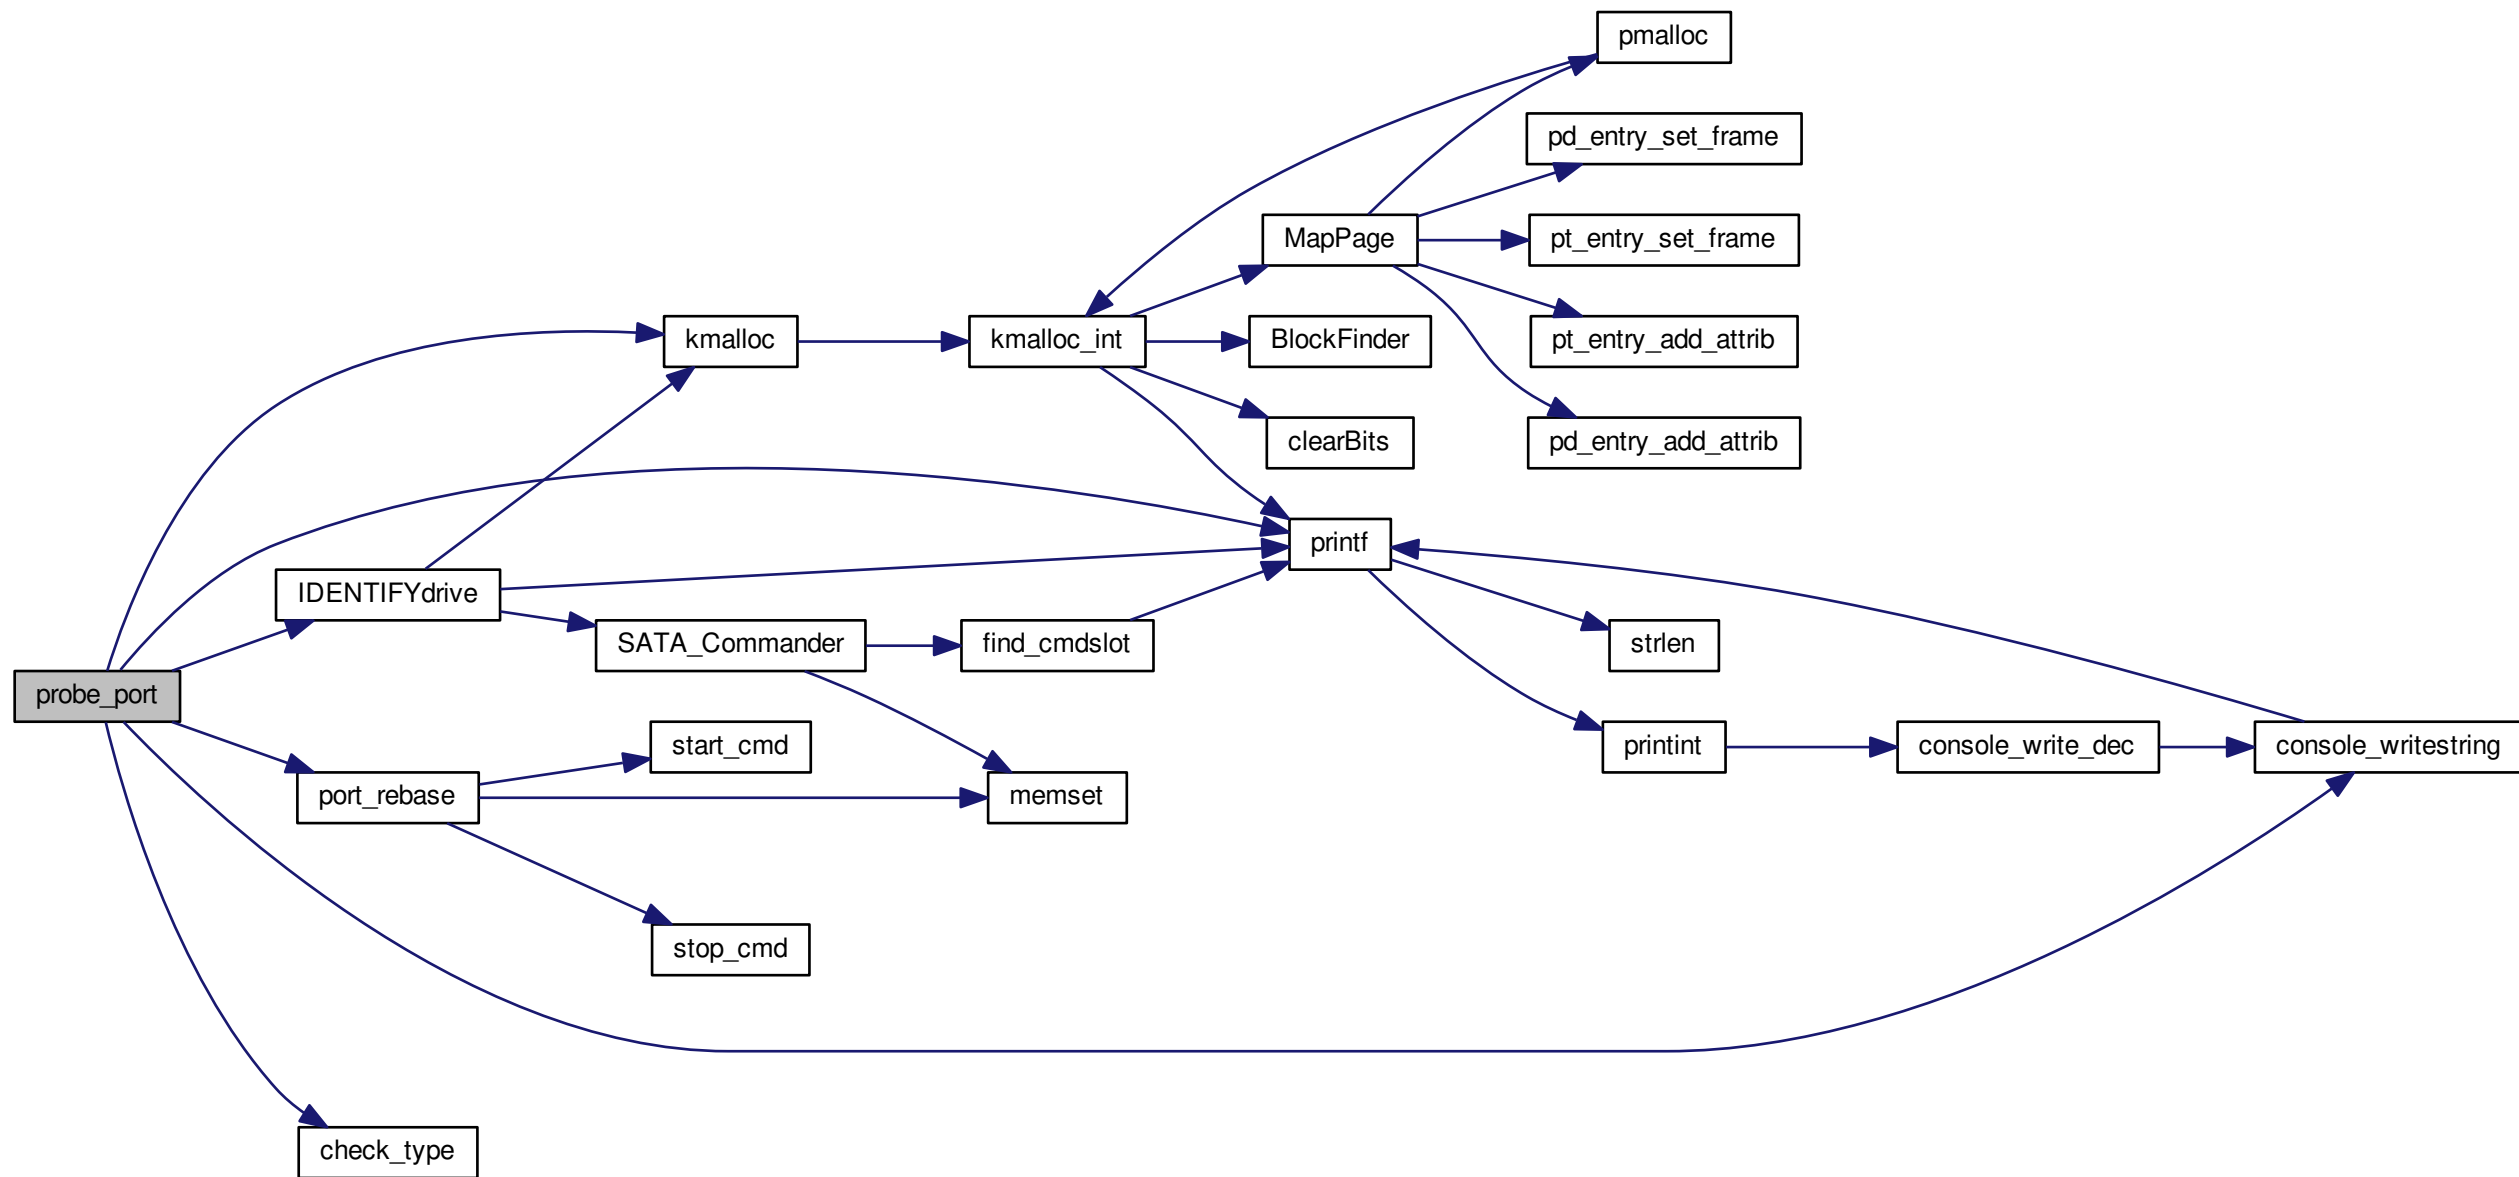 pmalloc
pd_entry_set_frame
MapPage
pt_entry_set_frame
kmalloc
kmalloc_int
BlockFinder
pt_entry_add_attrib
clearBits
pd_entry_add_attrib
printf
IDENTIFYdrive
SATA_Commander
find_cmdslot
strlen
probe_port
start_cmd
printint
console_write_dec
console_writestring
port_rebase
memset
stop_cmd
check_type